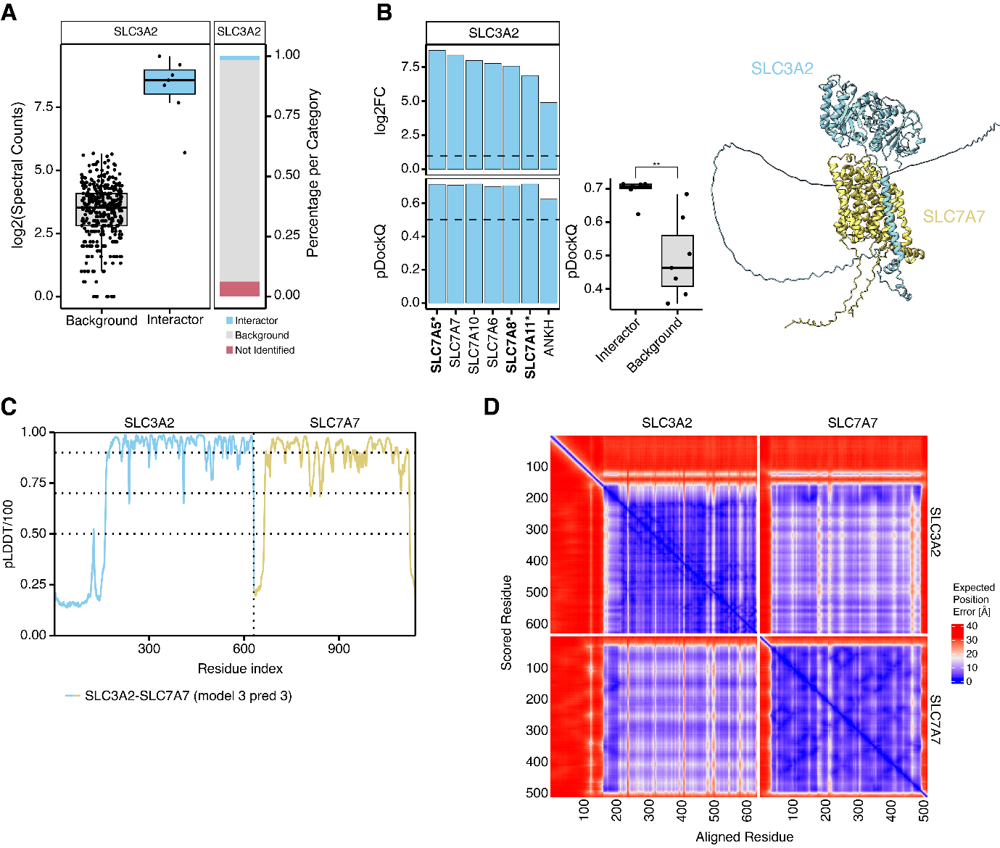 A
SLC3A2
SLC3A2
log2(Spectral Counts)
7.5
5.0
2.5
0.0
Background
Interactor
1.00
0.75
0.50
0.25
0.00
Percentage per Category
Interactor
Background
Not Identified
B
SLC3A2
log2FC
7.5
5.0
2.5
0.0
pDockQ
0.6
0.4
0.2
0.0
SLC7A5*
SLC7A7
SLC7A10
SLC7A6
SLC7A8*
SLC7A11*
ANKH
pDockQ
0.7
0.6
0.5
0.4
**
Interactor
Background
SLC3A2
SLC7A7
C
SLC3A2
SLC7A7
pLDDT/100
1.00
0.75
0.50
0.25
0.00
300
600
900
Residue index
SLC3A2-SLC7A7 (model 3 pred 3)
D
SLC3A2
SLC7A7
Scored Residue
100
200
300
400
500
600
100
200
300
400
500
SLC3A2
SLC7A7
100
200
300
400
500
600
100
200
300
400
500
Aligned Residue
Expected
Position
Error [Å]
40
30
20
10
0